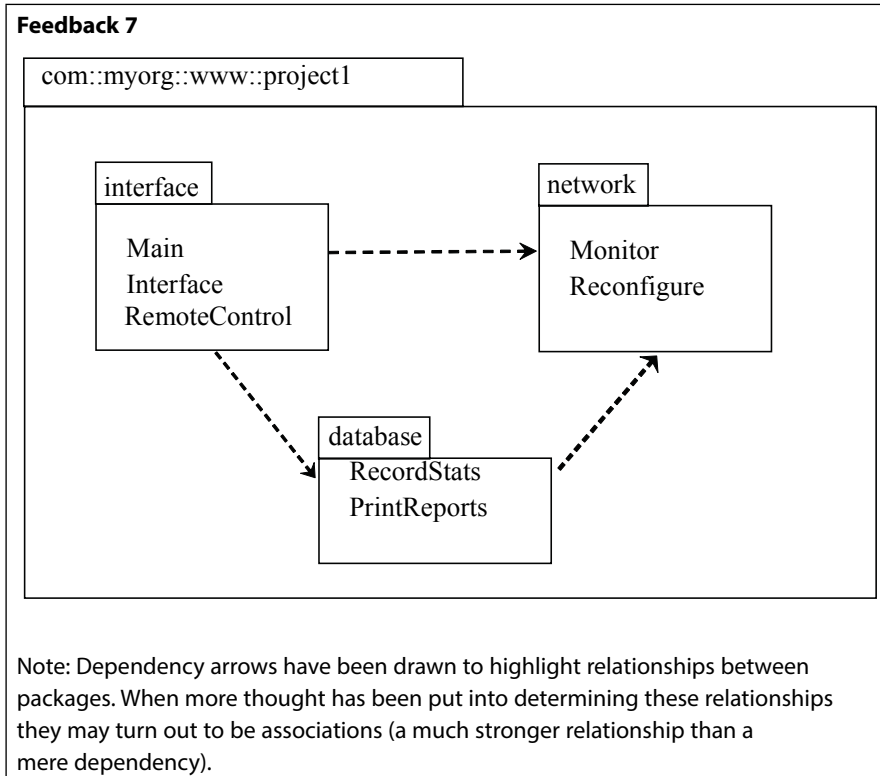 Feedback 7
com::myorg::www::project1
interface
Main
Interface
RemoteControl
network
Monitor
Reconfigure
database
RecordStats
PrintReports
Note: Dependency arrows have been drawn to highlight relationships between
packages. When more thought has been put into determining these relationships
they may turn out to be associations (a much stronger relationship than a
mere dependency).